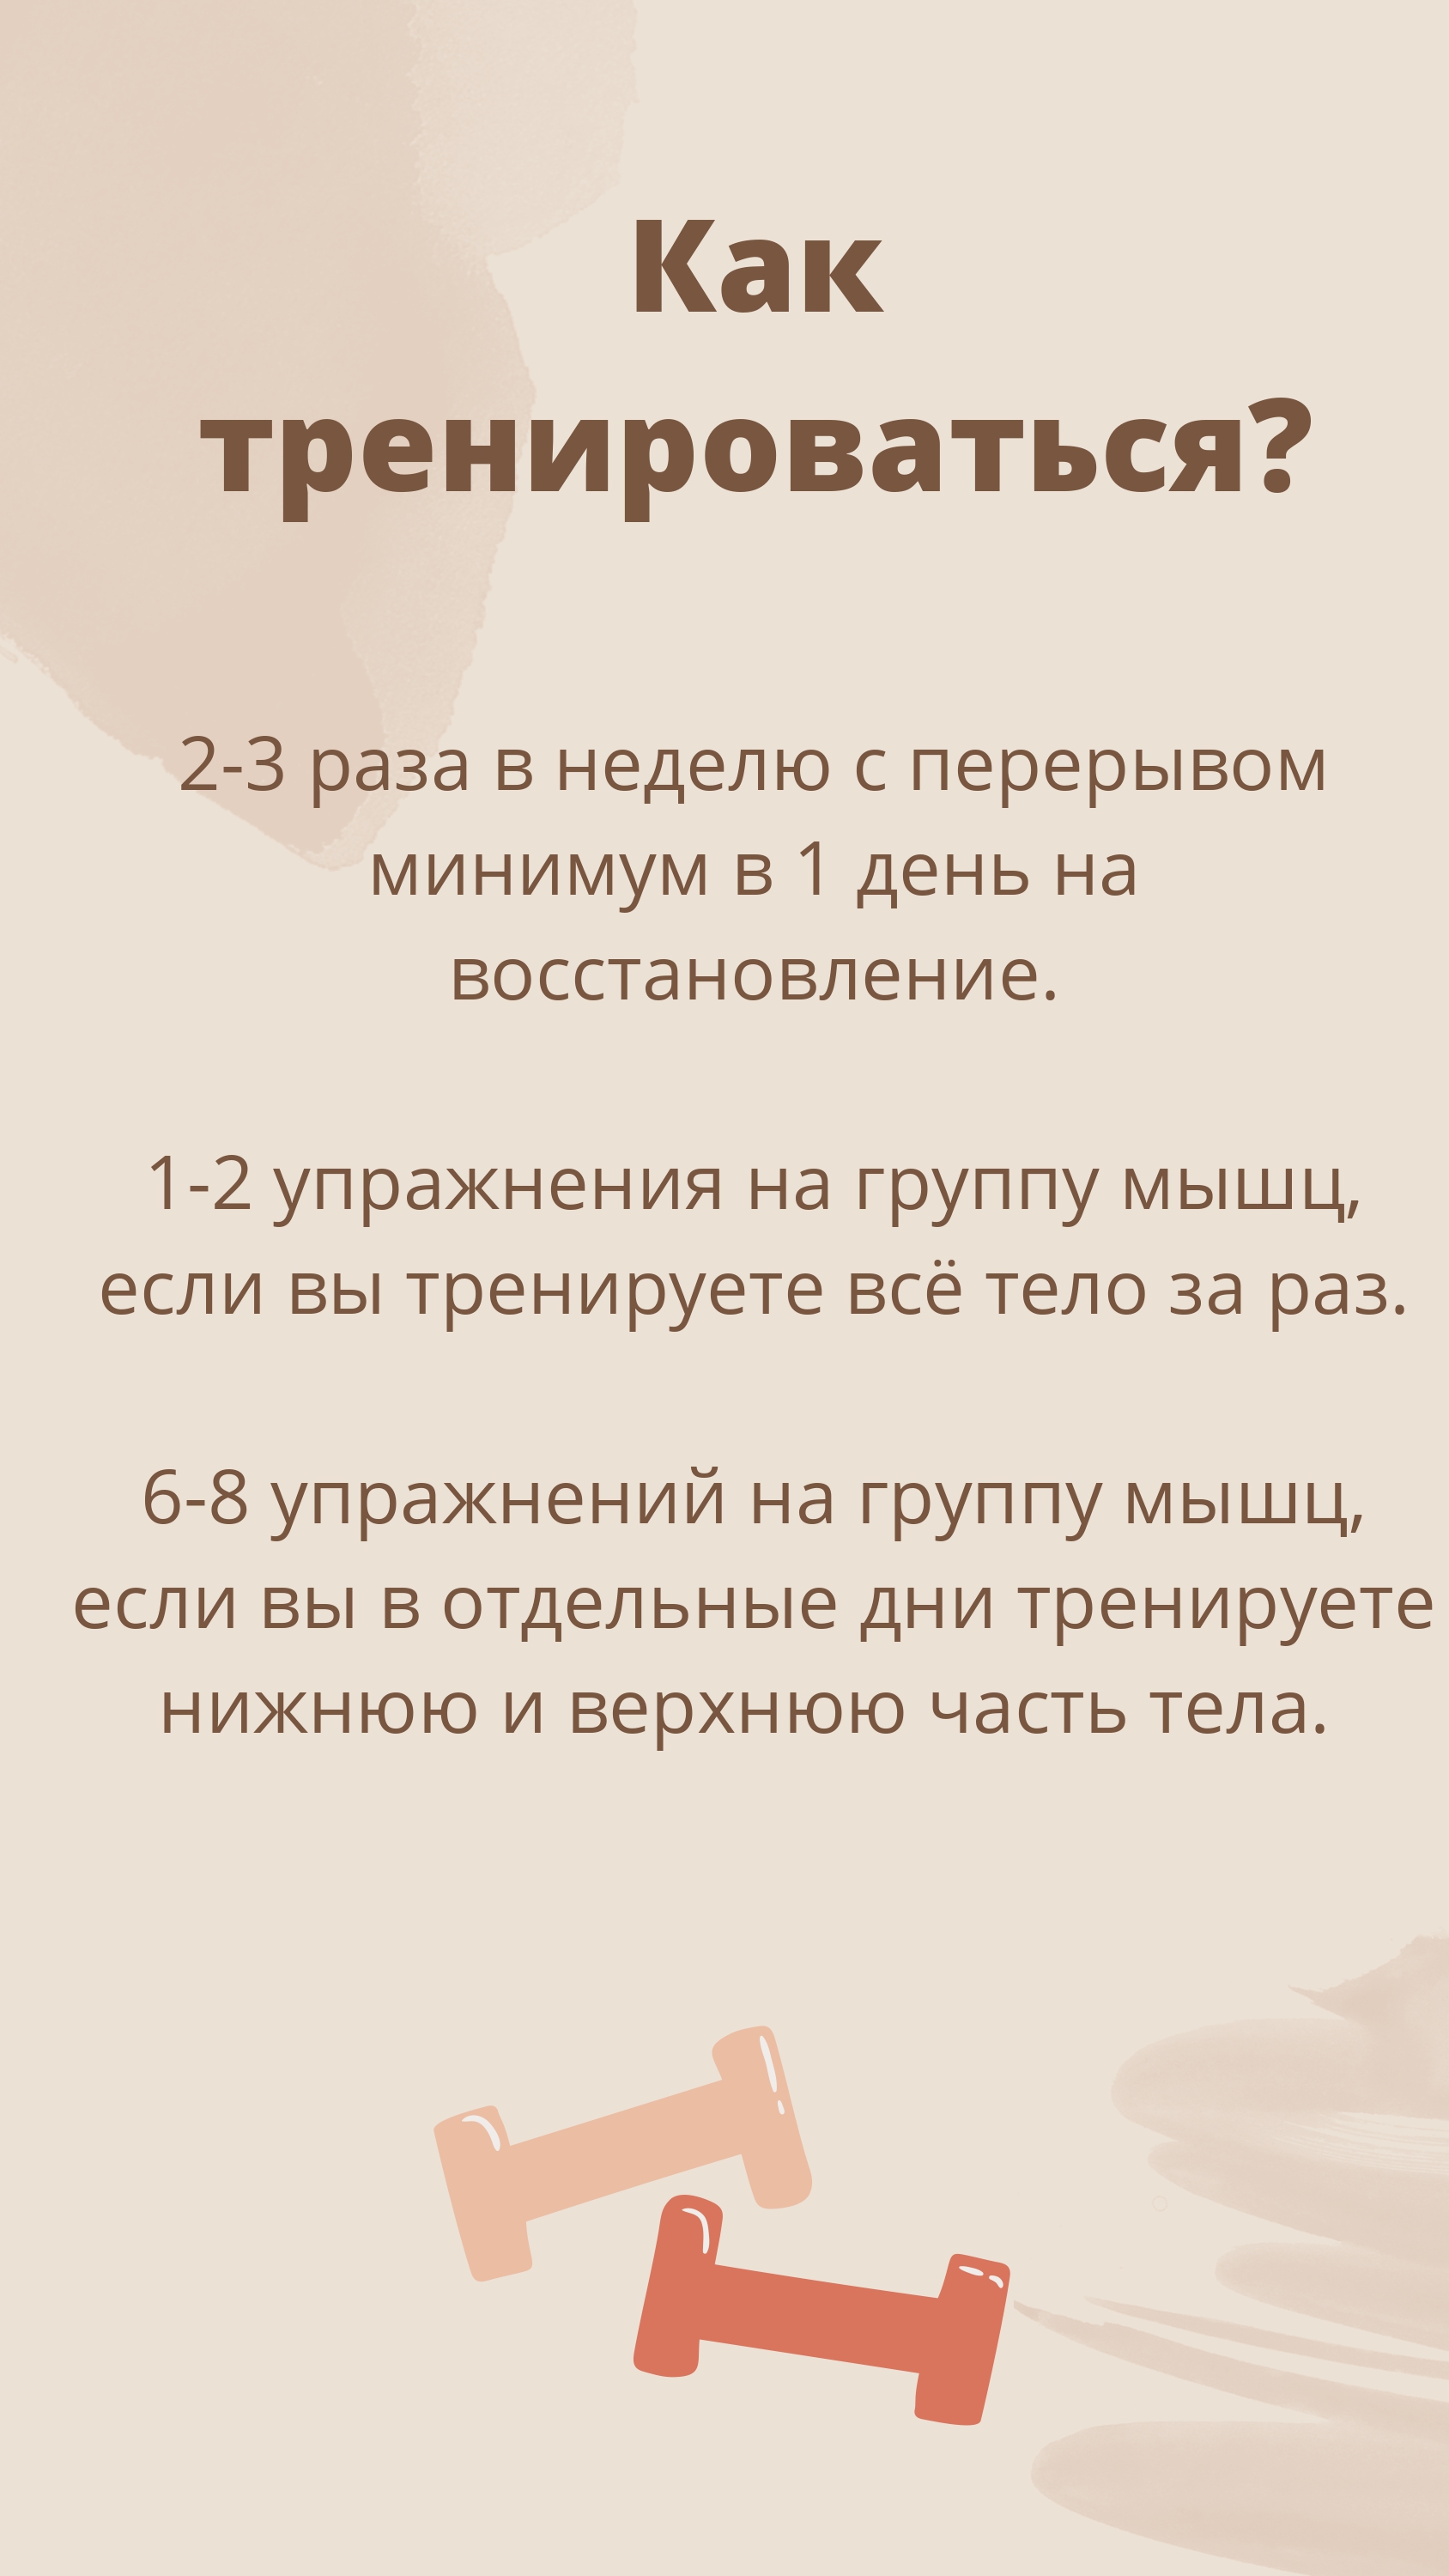 Как
тренироваться?
2-3 раза в неделю с перерывом
минимум в 1 день на
восстановление.
1-2 упражнения на группу мышц,
если вы тренируете всё тело за раз.
6-8 упражнений на группу мышц,
если вы в отдельные дни тренируете
нижнюю и верхнюю часть тела.